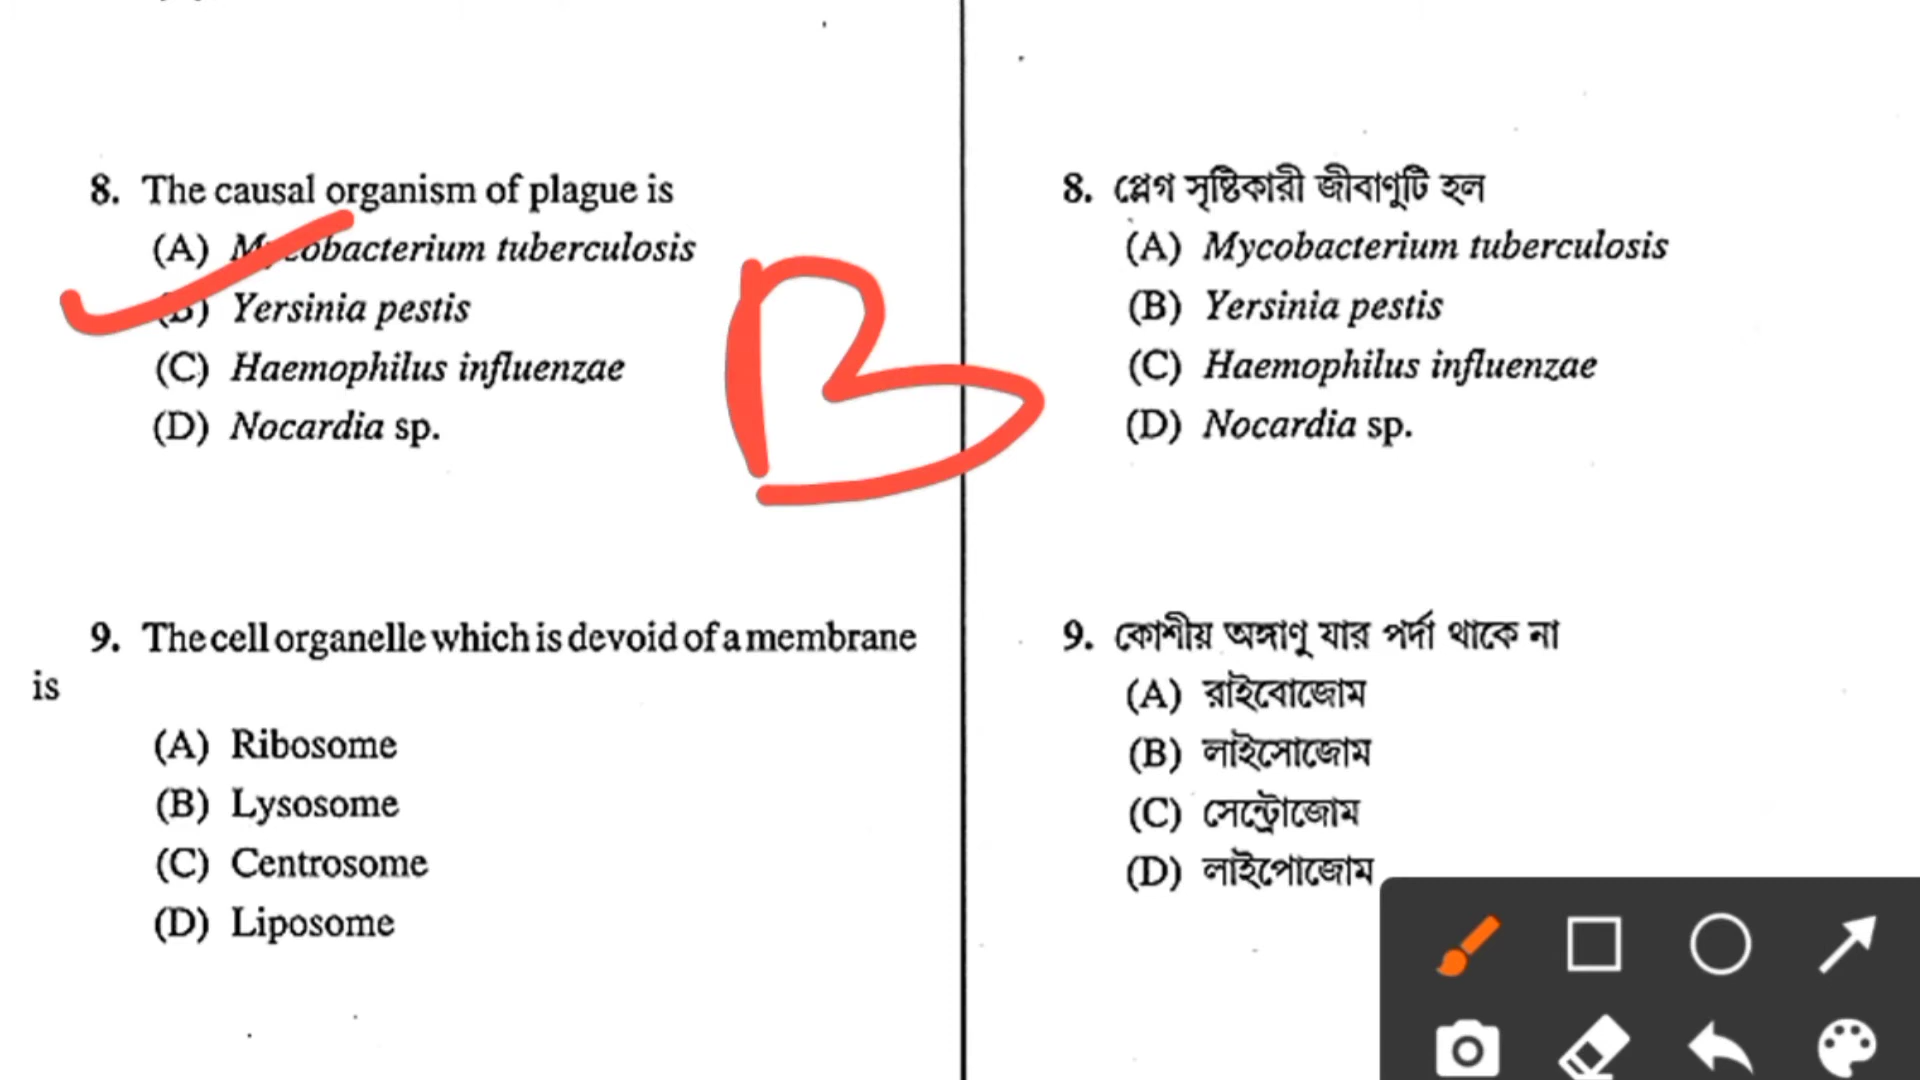 8. The causal organism of plague is
(A) Mycobacterium tuberculosis
(B) Yersinia pestis
(C) Haemophilus influenzae
(D) Nocardia sp.
B
9. The cell organelle which is devoid of a membrane
is
(A) Ribosome
(B) Lysosome
(C) Centrosome
(D) Liposome
8. প্লেগ সৃষ্টিকারী জীবাণুটি হল
(A) Mycobacterium tuberculosis
(B) Yersinia pestis
(C) Haemophilus influenzae
(D) Nocardia sp.
9. কোশীয় অঙ্গাণু যার পর্দা থাকে না
(A) রাইবোজোম
(B) লাইসোজোম
(C) সেন্ট্রোজোম
(D) লাইপোজোম